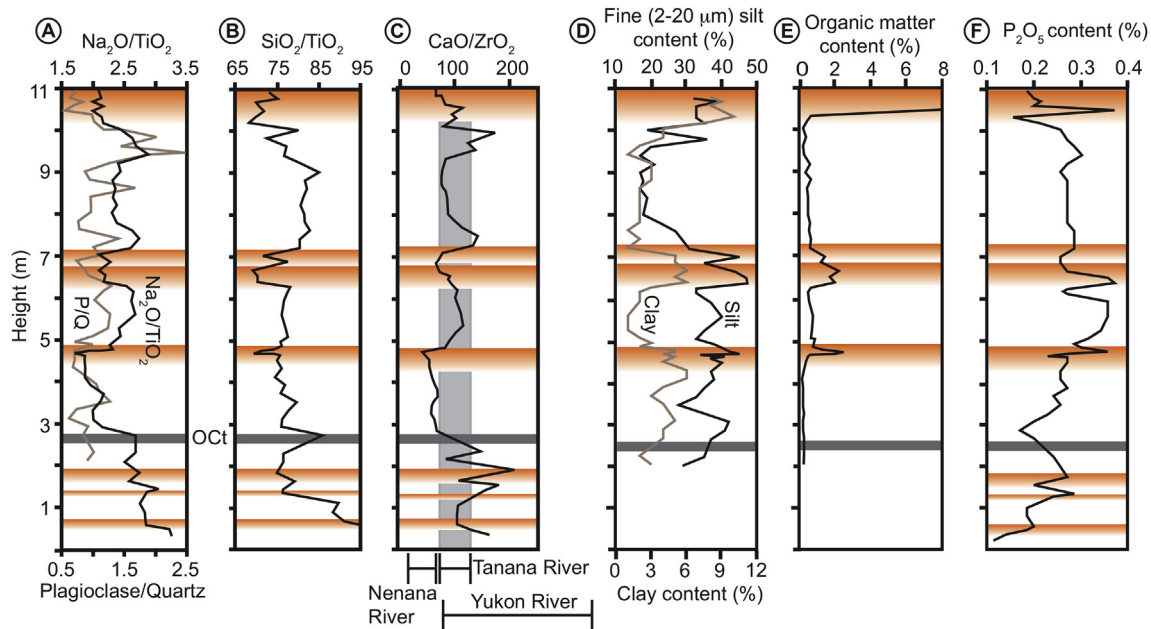 A Na₂O/TiO₂
1.5 2.5 3.5
B SiO₂/TiO₂
65 75 85 95
C CaO/ZrO₂
0 100 200
D Fine (2-20 μm) silt
content (%)
10 20 30 40 50
E Organic matter
content (%)
0 2 4 6 8
F P₂O₅ content (%)
0.1 0.2 0.3 0.4
Height (m)
11
9
7
5
3
1
P/Q
Na₂O/TiO₂
OCt
Clay
Silt
0.5 1.5 2.5
Plagioclase/Quartz
Tanana River
Nenana
River
Yukon River
0 3 6 9 12
Clay content (%)